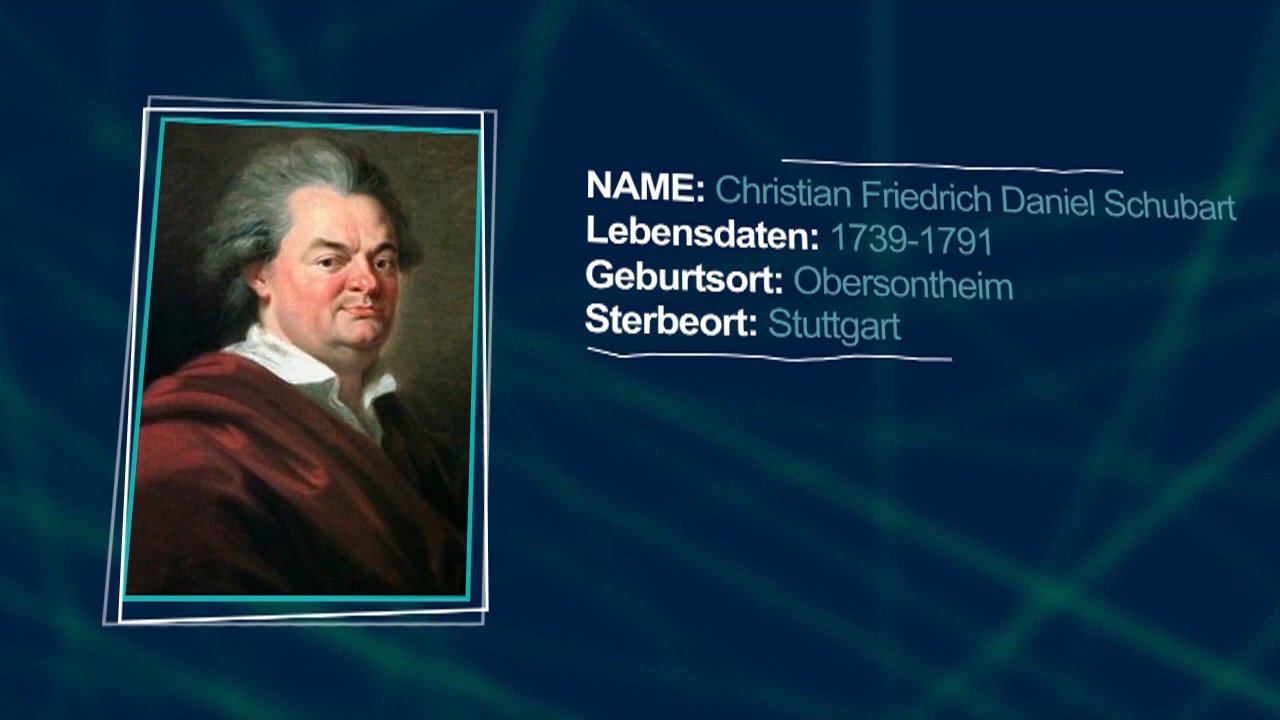 NAME: Christian Friedrich Daniel Schubart
Lebensdaten: 1739-1791
Geburtsort: Obersontheim
Sterbeort: Stuttgart